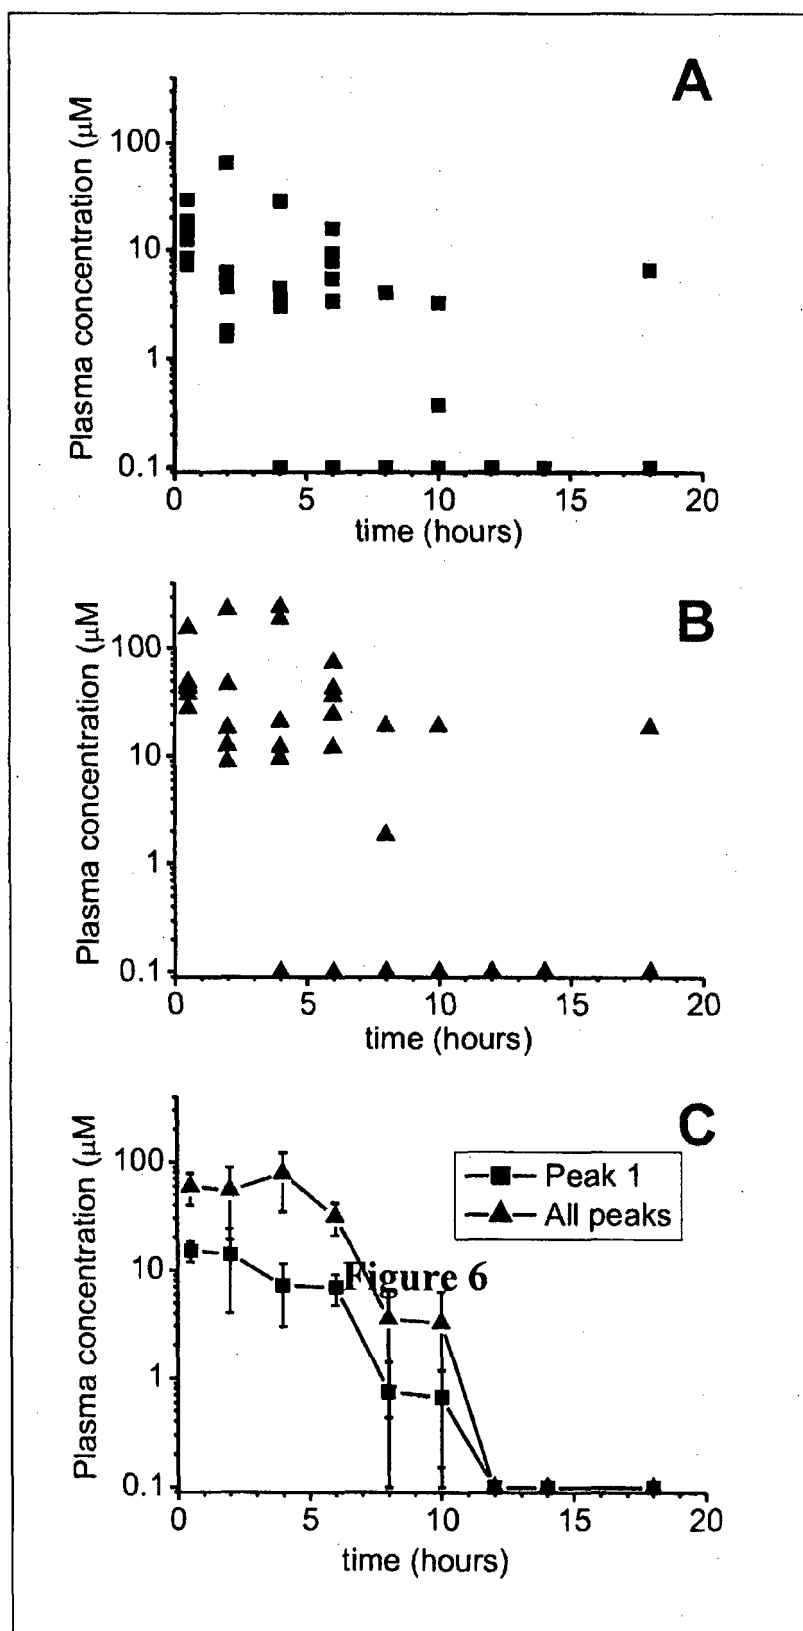 A
Plasma concentration (μM
100
10
1
0.1
0 5 10 15 20
time (hours)
B
Plasma concentration (μM
100
10
1
0.1
0 5 10 15 20
time (hours)
C
Plasma concentration (μM
100
10
1
0.1
Peak 1
All peaks
Figure 6
0 5 10 15 20
time (hours)